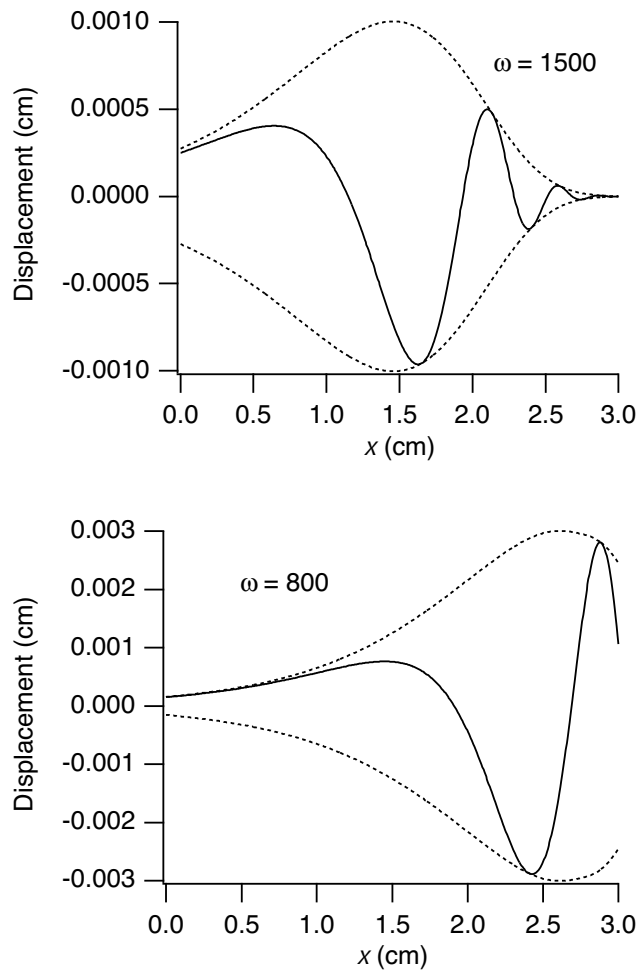 0.0010
ω = 1500
0.0005
0.0000
-0.0005
-0.0010
Displacement (cm)
0.0 0.5 1.0 1.5 2.0 2.5 3.0
x (cm)
0.003
0.002
ω = 800
0.001
0.000
-0.001
-0.002
-0.003
Displacement (cm)
0.0 0.5 1.0 1.5 2.0 2.5 3.0
x (cm)